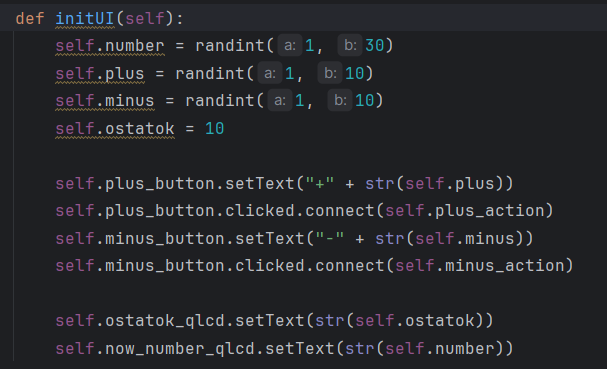 def initUI(self):
    self.number = randint( a: 1,  b: 30)
    self.plus = randint( a: 1,  b: 10)
    self.minus = randint( a: 1,  b: 10)
    self.ostatok = 10

    self.plus_button.setText("+" + str(self.plus))
    self.plus_button.clicked.connect(self.plus_action)
    self.minus_button.setText("-" + str(self.minus))
    self.minus_button.clicked.connect(self.minus_action)

    self.ostatok_qlcd.setText(str(self.ostatok))
    self.now_number_qlcd.setText(str(self.number))